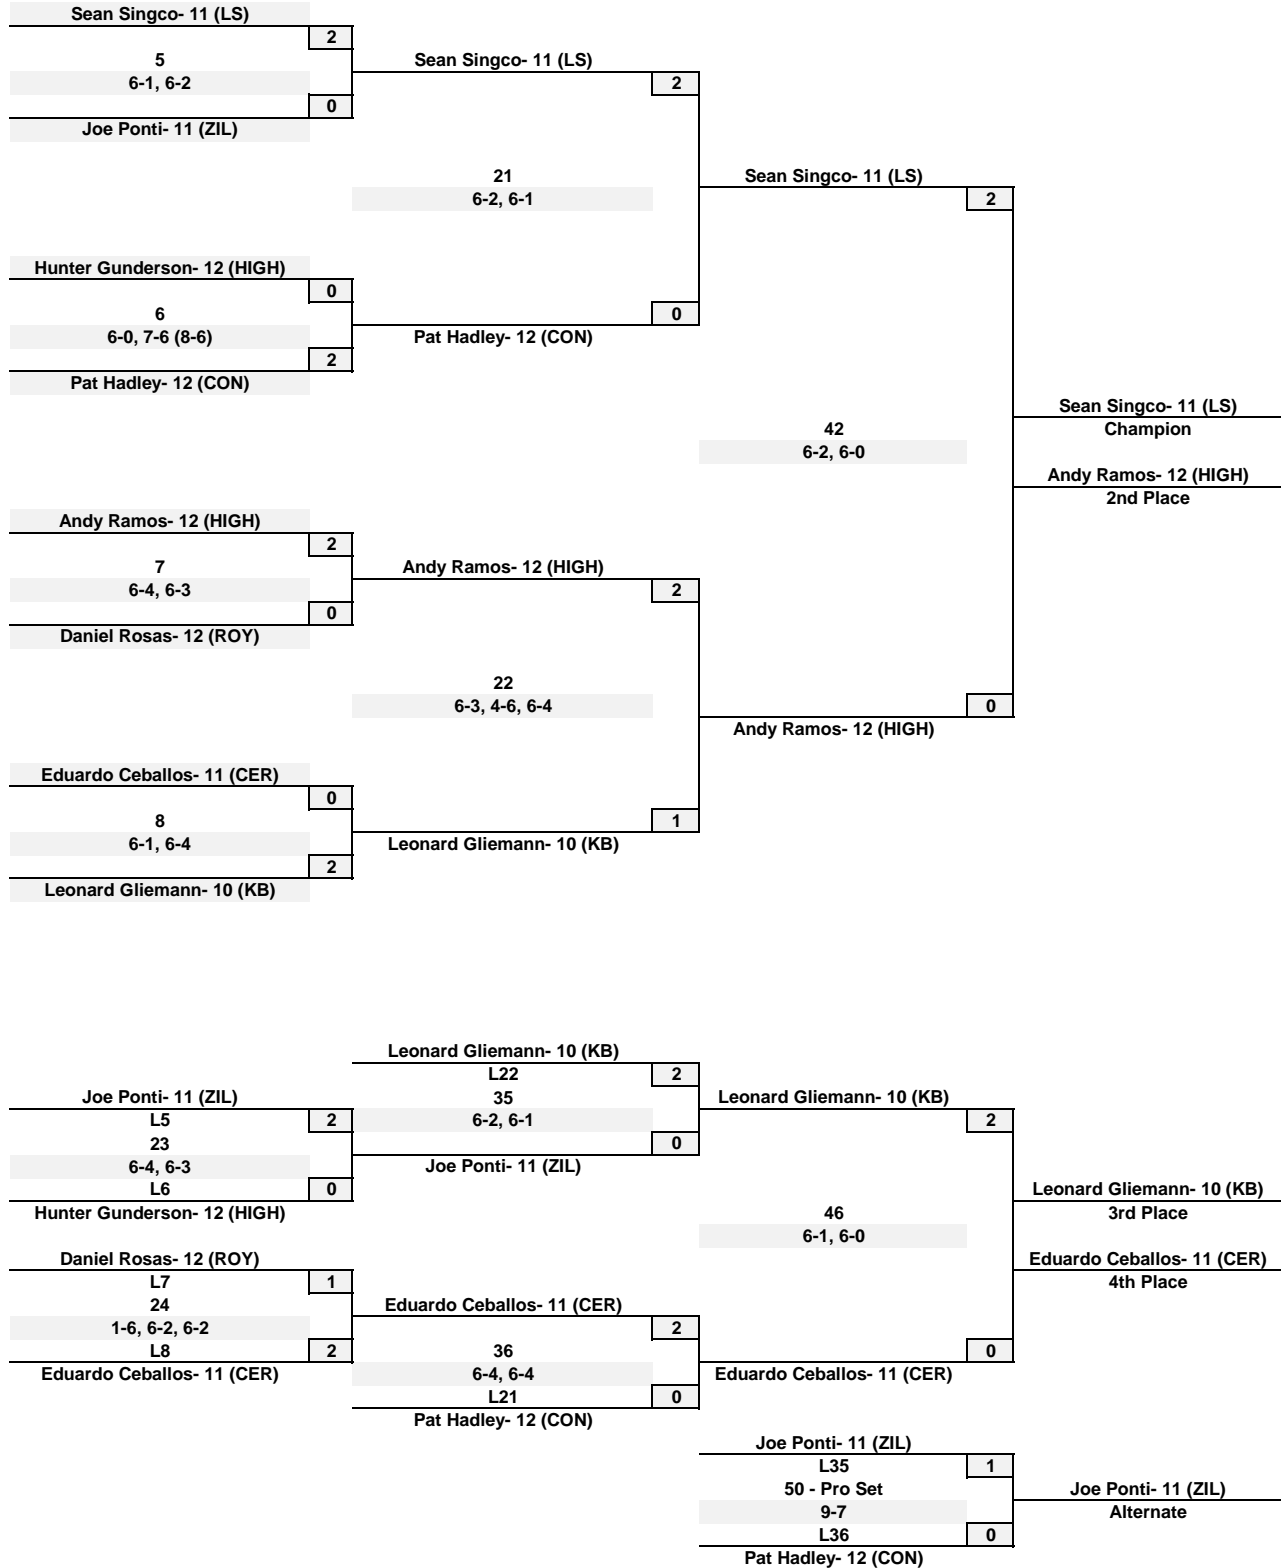 Sean Singco- 11 (LS)
2
5
6-1, 6-2
0
Joe Ponti- 11 (ZIL)
Sean Singco- 11 (LS)
2
21
6-2, 6-1
0
Pat Hadley- 12 (CON)
Hunter Gunderson- 12 (HIGH)
0
6
6-0, 7-6 (8-6)
2
Pat Hadley- 12 (CON)
Sean Singco- 11 (LS)
2
42
6-2, 6-0
0
Andy Ramos- 12 (HIGH)
Sean Singco- 11 (LS)
Champion
Andy Ramos- 12 (HIGH)
2nd Place
Andy Ramos- 12 (HIGH)
2
7
6-4, 6-3
0
Daniel Rosas- 12 (ROY)
Andy Ramos- 12 (HIGH)
2
22
6-3, 4-6, 6-4
1
Leonard Gliemann- 10 (KB)
Eduardo Ceballos- 11 (CER)
0
8
6-1, 6-4
2
Leonard Gliemann- 10 (KB)
Leonard Gliemann- 10 (KB)
L22
2
35
6-2, 6-1
0
Joe Ponti- 11 (ZIL)
Joe Ponti- 11 (ZIL)
L5
2
23
6-4, 6-3
L6
0
Hunter Gunderson- 12 (HIGH)
Leonard Gliemann- 10 (KB)
2
46
6-1, 6-0
0
Eduardo Ceballos- 11 (CER)
Leonard Gliemann- 10 (KB)
3rd Place
Eduardo Ceballos- 11 (CER)
4th Place
Daniel Rosas- 12 (ROY)
L7
1
24
1-6, 6-2, 6-2
L8
2
Eduardo Ceballos- 11 (CER)
Eduardo Ceballos- 11 (CER)
2
36
6-4, 6-4
L21
0
Pat Hadley- 12 (CON)
Joe Ponti- 11 (ZIL)
L35
1
50 - Pro Set
9-7
L36
0
Pat Hadley- 12 (CON)
Joe Ponti- 11 (ZIL)
Alternate